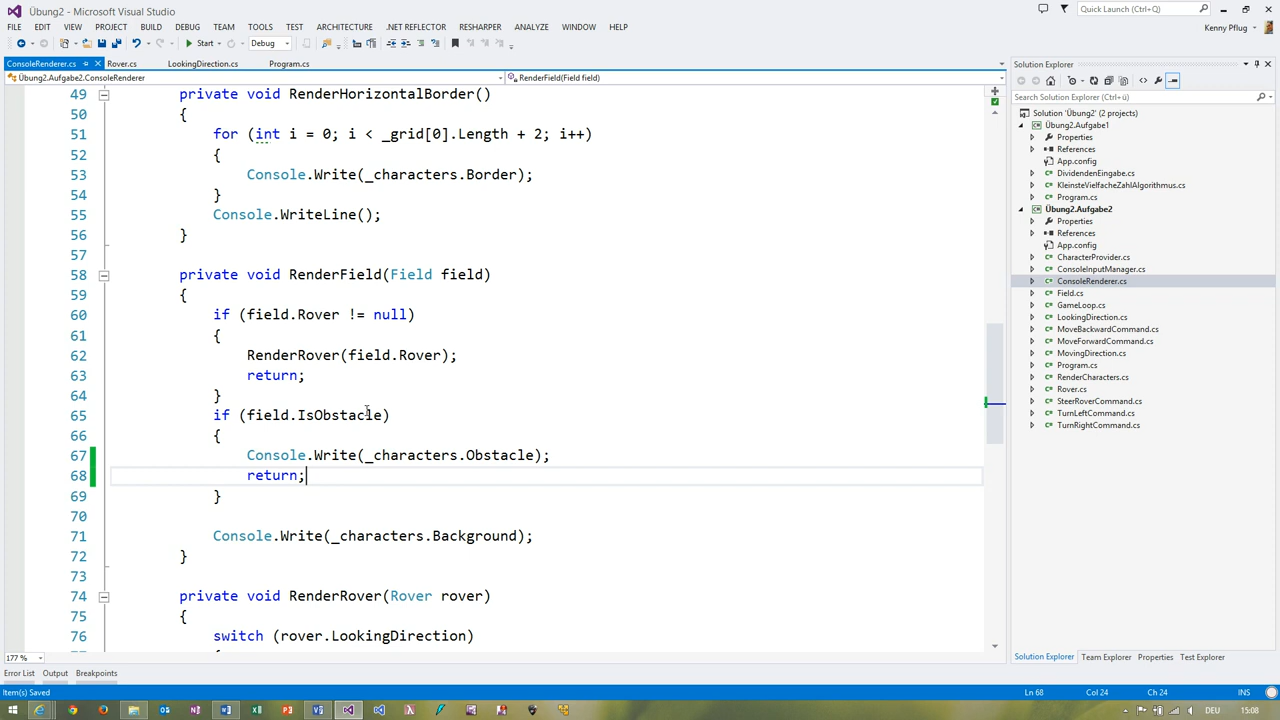 Übung2 - Microsoft Visual Studio
Quick Launch (Ctrl+Q)
FILE EDIT VIEW PROJECT BUILD DEBUG TEAM TOOLS TEST .NET REFLECTOR RESHARPER ANALYZE WINDOW HELP
Kenny Pflug
Start Debug
ConsoleRenderer.cs Rover.cs LookingDirection.cs Program.cs
Übung2.Aufgabe2.ConsoleRenderer RenderField(Field field)
49 private void RenderHorizontalBorder()
50 {
51 for (int i = 0; i < _grid[0].Length + 2; i++)
52 {
53 Console.Write(_characters.Border);
54 }
55 Console.WriteLine();
56 }
57
58 private void RenderField(Field field)
59 {
60 if (field.Rover != null)
61 {
62 RenderRover(field.Rover);
63 return;
64 }
65 if (field.IsObstacle)
66 {
67 Console.Write(_characters.Obstacle);
68 return;
69 }
70
71 Console.Write(_characters.Background);
72 }
73
74 private void RenderRover(Rover rover)
75 {
76 switch (rover.LookingDirection)
177 %
Solution Explorer
Search Solution Explorer (Ctrl+ü)
Solution 'Übung2' (2 projects)
Übung2.Aufgabe1
Properties
References
App.config
DividendenEingabe.cs
KleinsteVielfacheZahlAlgorithmus.cs
Program.cs
Übung2.Aufgabe2
Properties
References
App.config
CharacterProvider.cs
ConsoleInputManager.cs
ConsoleRenderer.cs
Field.cs
GameLoop.cs
LookingDirection.cs
MoveBackwardCommand.cs
MoveForwardCommand.cs
MovingDirection.cs
Program.cs
RenderCharacters.cs
Rover.cs
SteerRoverCommand.cs
TurnLeftCommand.cs
TurnRightCommand.cs
Solution Explorer Team Explorer Properties Test Explorer
Error List Output Breakpoints
Item(s) Saved Ln 68 Col 24 Ch 24 INS
DEU 15:08